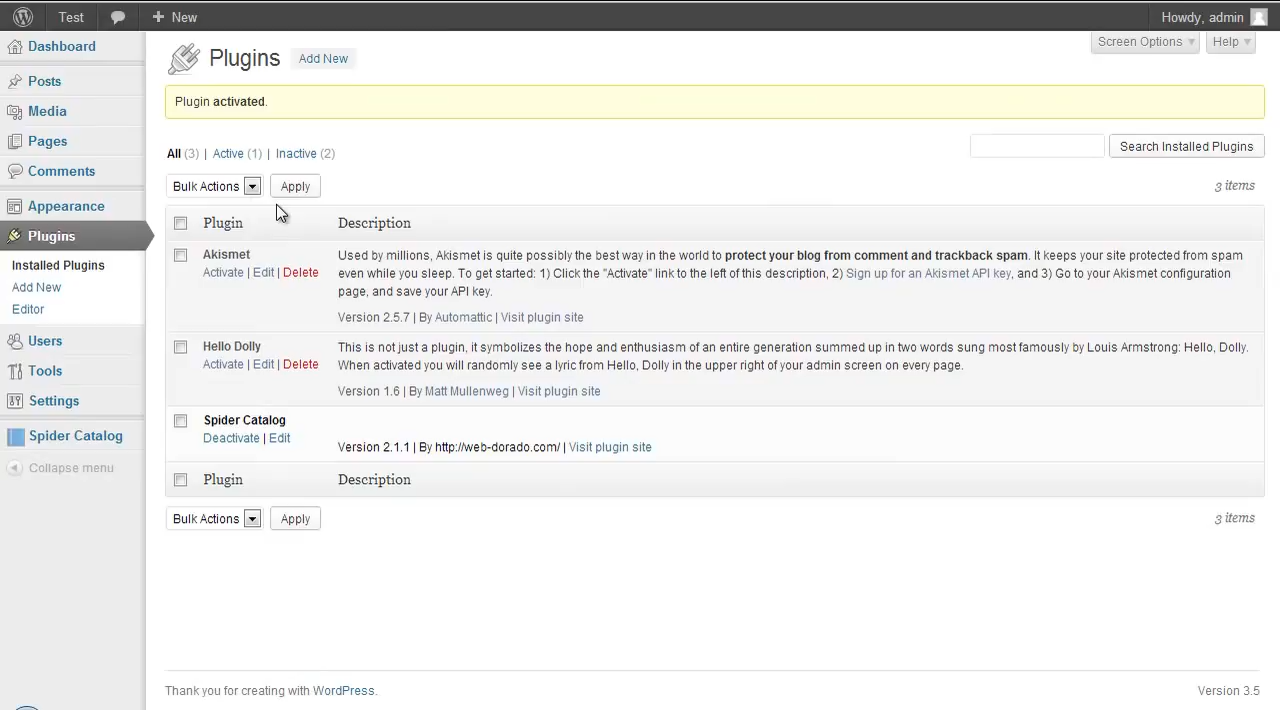 Test
New
Howdy, admin
Dashboard
Posts
Media
Pages
Comments
Appearance
Plugins
Installed Plugins
Add New
Editor
Users
Tools
Settings
Spider Catalog
Collapse menu
Plugins Add New
Screen Options Help
Plugin activated.
All (3) | Active (1) | Inactive (2)
Search Installed Plugins
Bulk Actions Apply
3 items
Plugin Description
Akismet
Activate | Edit | Delete
Used by millions, Akismet is quite possibly the best way in the world to protect your blog from comment and trackback spam. It keeps your site protected from spam
even while you sleep. To get started: 1) Click the "Activate" link to the left of this description, 2) Sign up for an Akismet API key, and 3) Go to your Akismet configuration
page, and save your API key.
Version 2.5.7 | By Automattic | Visit plugin site
Hello Dolly
Activate | Edit | Delete
This is not just a plugin, it symbolizes the hope and enthusiasm of an entire generation summed up in two words sung most famously by Louis Armstrong: Hello, Dolly.
When activated you will randomly see a lyric from Hello, Dolly in the upper right of your admin screen on every page.
Version 1.6 | By Matt Mullenweg | Visit plugin site
Spider Catalog
Deactivate | Edit
Version 2.1.1 | By http://web-dorado.com/ | Visit plugin site
Plugin Description
Bulk Actions Apply
3 items
Thank you for creating with WordPress.
Version 3.5